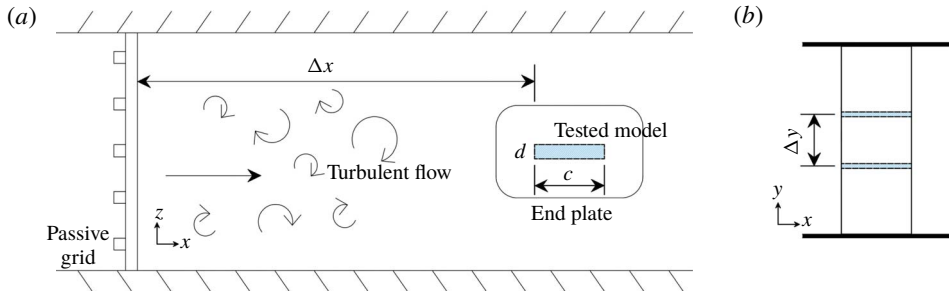 (a)
(b)
Δx
Tested model
d
Turbulent flow
c
z
x
End plate
Passive
grid
Δy
y
x